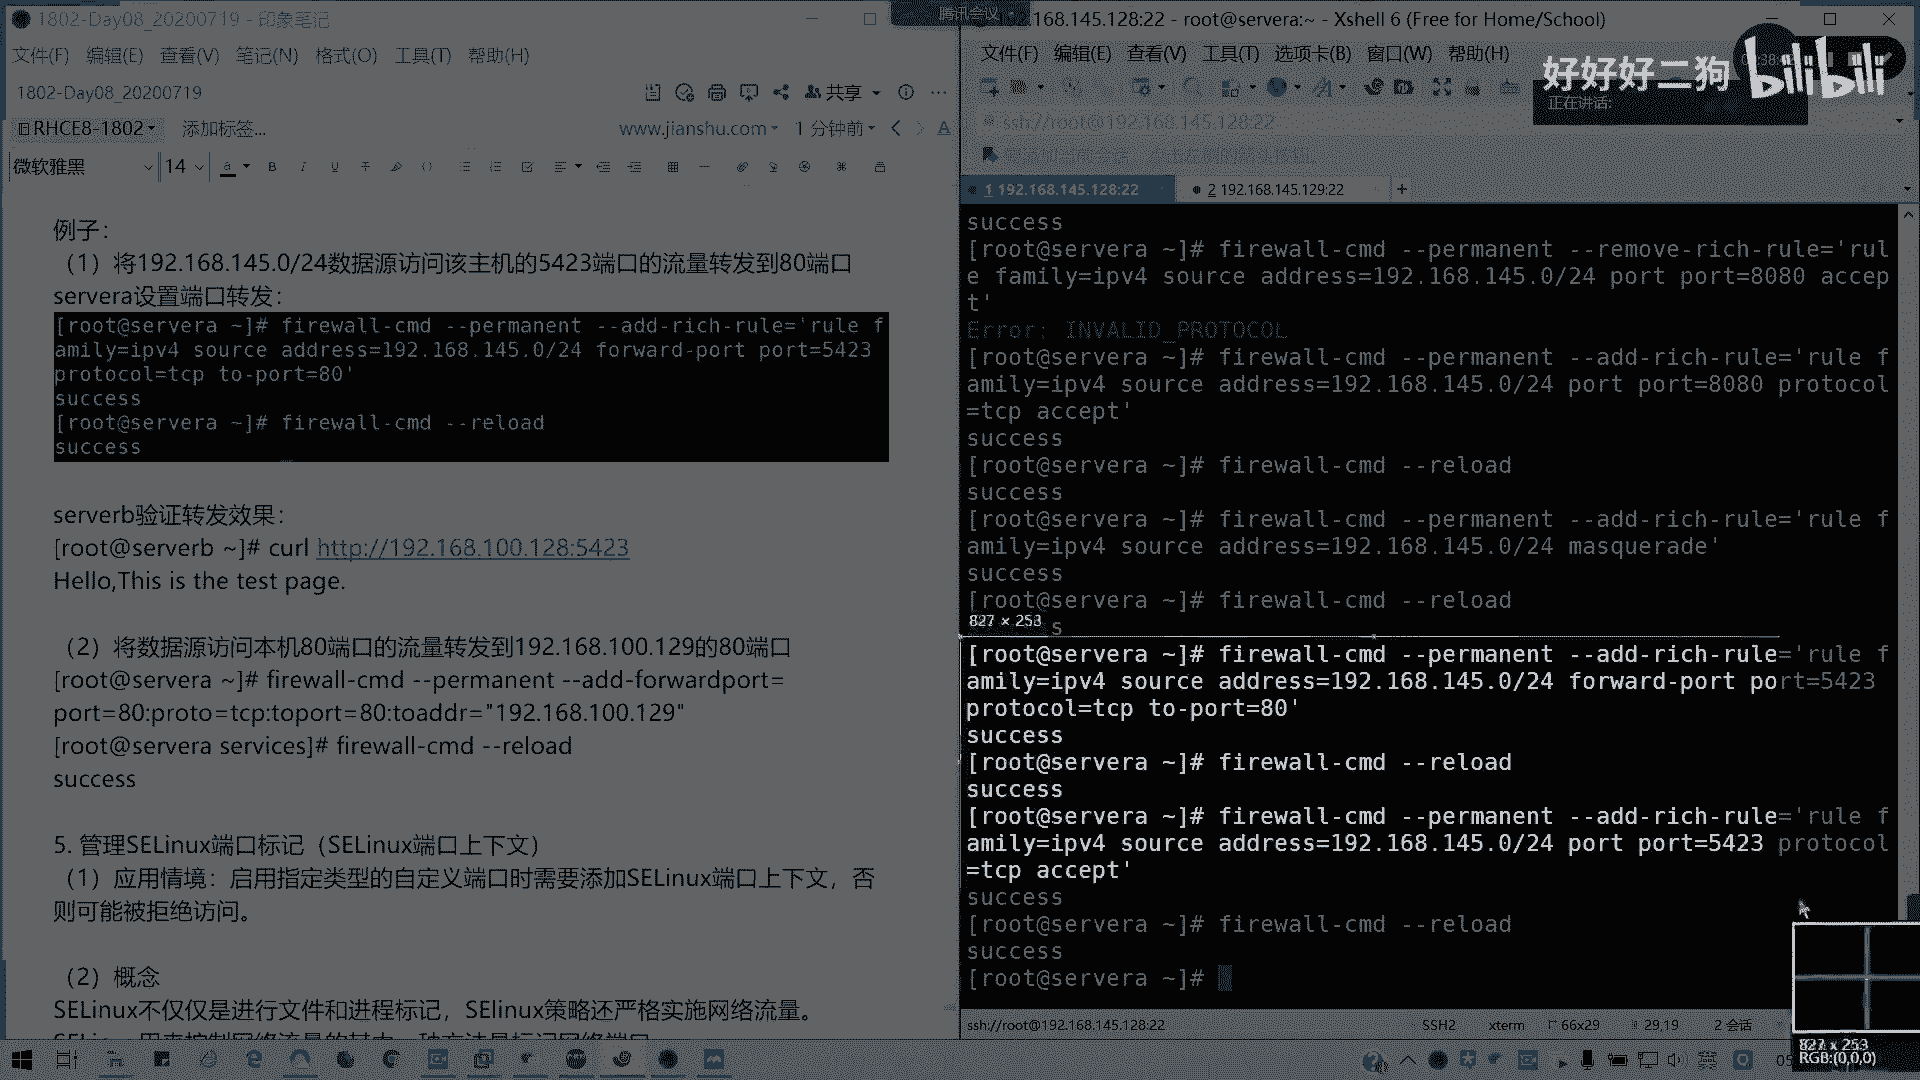 1802-Day08_20200719 - 印象笔记
文件(F) 编辑(E) 查看(V) 笔记(N) 格式(O) 工具(T) 帮助(H)
1802-Day08_20200719
共享
RHCE8-1802 添加标签...
www.jianshu.com 1 分钟前
微软雅黑 14
例子：
（1）将192.168.145.0/24数据源访问该主机的5423端口的流量转发到80端口
servera设置端口转发：
[root@servera ~]# firewall-cmd --permanent --add-rich-rule='rule f
amily=ipv4 source address=192.168.145.0/24 forward-port port=5423
protocol=tcp to-port=80'
success
[root@servera ~]# firewall-cmd --reload
success
serverb验证转发效果：
[root@serverb ~]# curl http://192.168.100.128:5423
Hello,This is the test page.
（2）将数据源访问本机80端口的流量转发到192.168.100.129的80端口
[root@servera ~]# firewall-cmd --permanent --add-forwardport=
port=80:proto=tcp:toport=80:toaddr="192.168.100.129"
[root@servera services]# firewall-cmd --reload
success
5. 管理SELinux端口标记（SELinux端口上下文）
（1）应用情境：启用指定类型的自定义端口时需要添加SELinux端口上下文，否
则可能被拒绝访问。
（2）概念
SELinux不仅仅是进行文件和进程标记，SElinux策略还严格实施网络流量。
腾讯会议
168.145.128:22 - root@servera:~ - Xshell 6 (Free for Home/School)
文件(F) 编辑(E) 查看(V) 工具(T) 选项卡(B) 窗口(W) 帮助(H)
好好好二狗 bilibili
正在讲话:
ssh://root@192.168.145.128:22
1 192.168.145.128:22 2 192.168.145.129:22 +
success
[root@servera ~]# firewall-cmd --permanent --remove-rich-rule='rul
e family=ipv4 source address=192.168.145.0/24 port port=8080 accep
t'
Error: INVALID_PROTOCOL
[root@servera ~]# firewall-cmd --permanent --add-rich-rule='rule f
amily=ipv4 source address=192.168.145.0/24 port port=8080 protocol
=tcp accept'
success
[root@servera ~]# firewall-cmd --reload
success
[root@servera ~]# firewall-cmd --permanent --add-rich-rule='rule f
amily=ipv4 source address=192.168.145.0/24 masquerade'
success
[root@servera ~]# firewall-cmd --reload
827 × 253
s
[root@servera ~]# firewall-cmd --permanent --add-rich-rule='rule f
amily=ipv4 source address=192.168.145.0/24 forward-port port=5423
protocol=tcp to-port=80'
success
[root@servera ~]# firewall-cmd --reload
success
[root@servera ~]# firewall-cmd --permanent --add-rich-rule='rule f
amily=ipv4 source address=192.168.145.0/24 port port=5423 protocol
=tcp accept'
success
[root@servera ~]# firewall-cmd --reload
success
[root@servera ~]#
ssh://root@192.168.145.128:22 SSH2 xterm 66x29 29,19 2 会话
827 x 253
RGB:(0,0,0)